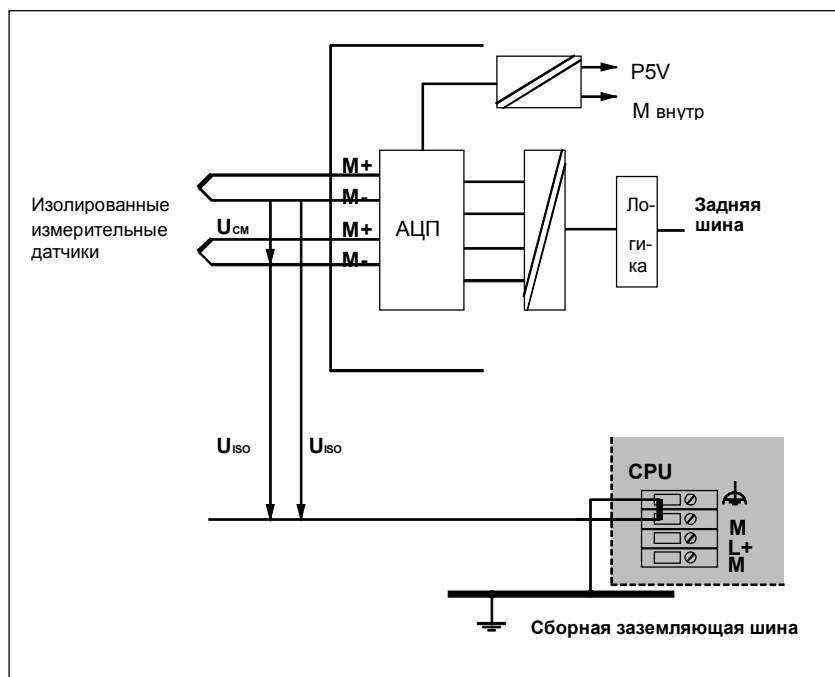 P5V
М внутр
M+
M-
M+
M-
Изолированные
измерительные
датчики
UCM
АЦП
Ло-
ги-
ка
Задняя
шина
UISO
UISO
CPU
M
L+
M
Сборная заземляющая шина